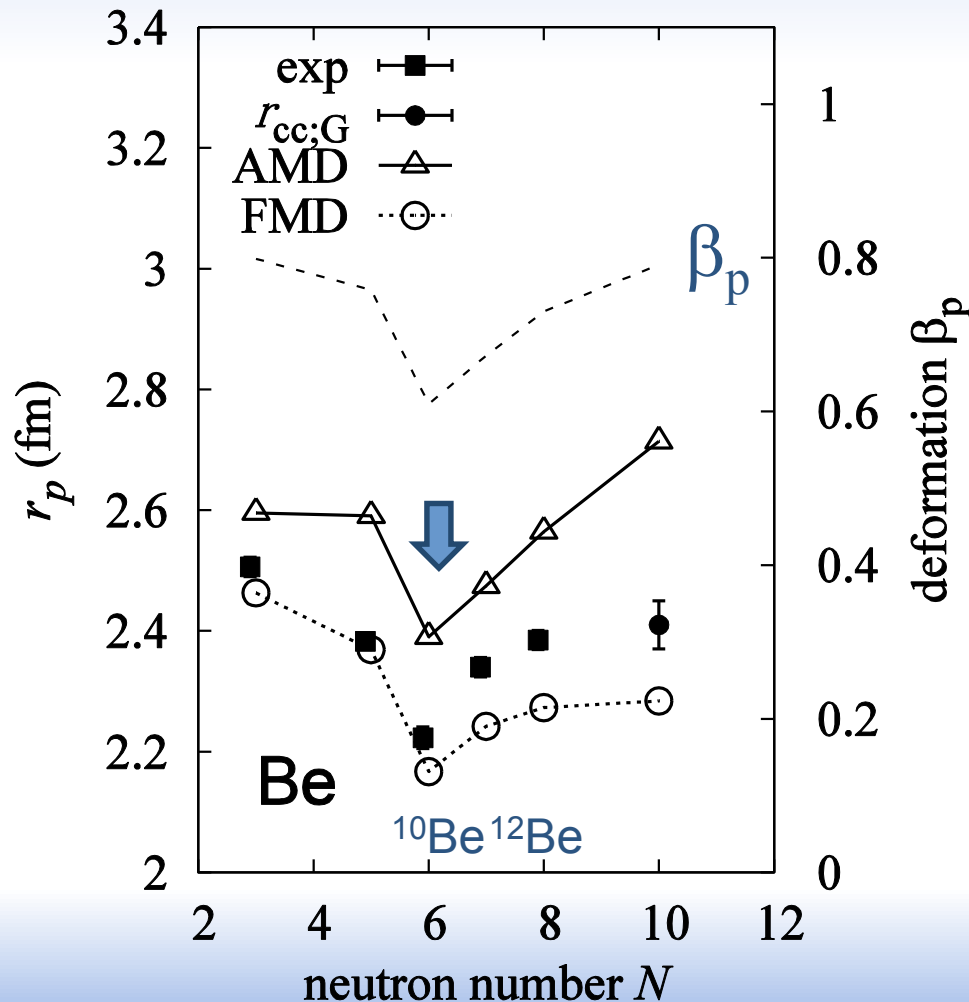 3.4
3.2
3
2.8
2.6
2.4
2.2
2
r_p (fm)
exp
r_cc;G
AMD
FMD
β_p
Be
¹⁰Be ¹²Be
1
0.8
0.6
0.4
0.2
0
deformation β_p
2 4 6 8 10 12
neutron number N